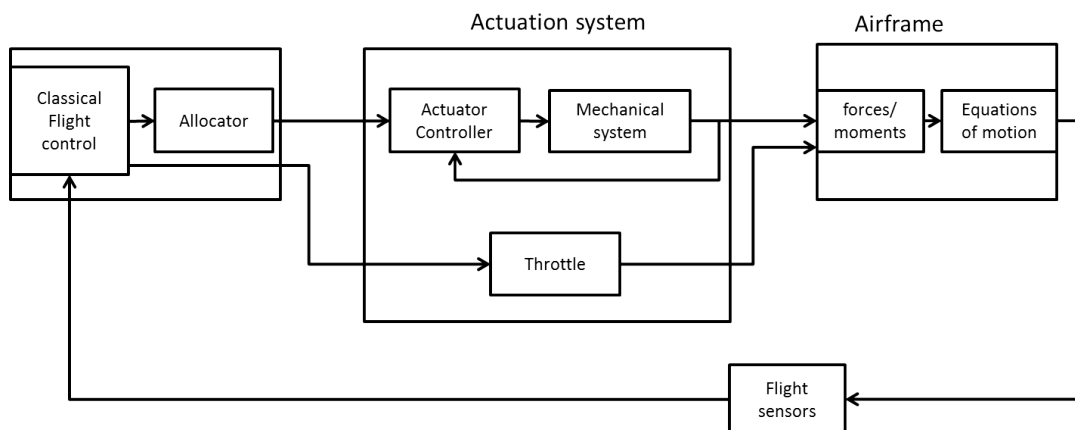 Actuation system
Airframe
Classical
Flight
control
Allocator
Actuator
Controller
Mechanical
system
forces/
moments
Equations
of motion
Throttle
Flight
sensors